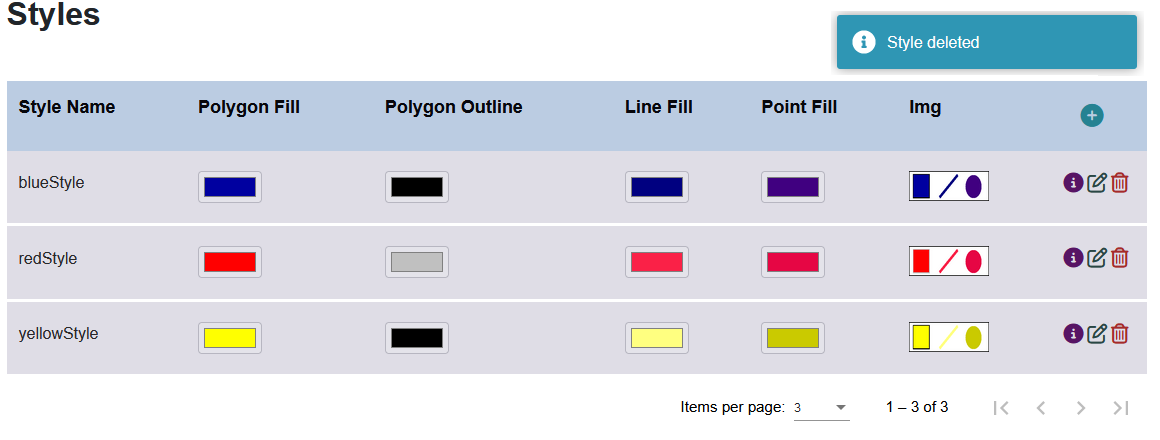 Styles
Style deleted
Style Name Polygon Fill Polygon Outline Line Fill Point Fill Img
blueStyle
redStyle
yellowStyle
Items per page: 3 1 – 3 of 3